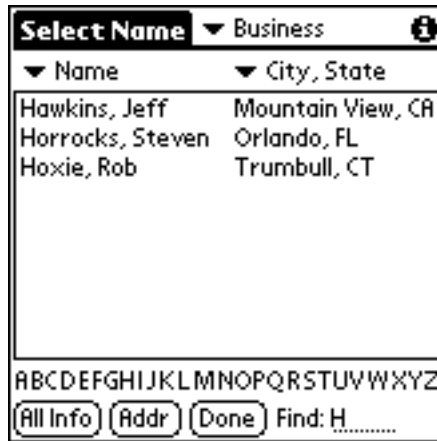 Select Name Business
Name City, State
Hawkins, Jeff Mountain View, CA
Horrocks, Steven Orlando, FL
Hoxie, Rob Trumbull, CT
ABCDEFGHIJKLMNOPQRSTUVWXYZ
All Info Addr Done Find: H